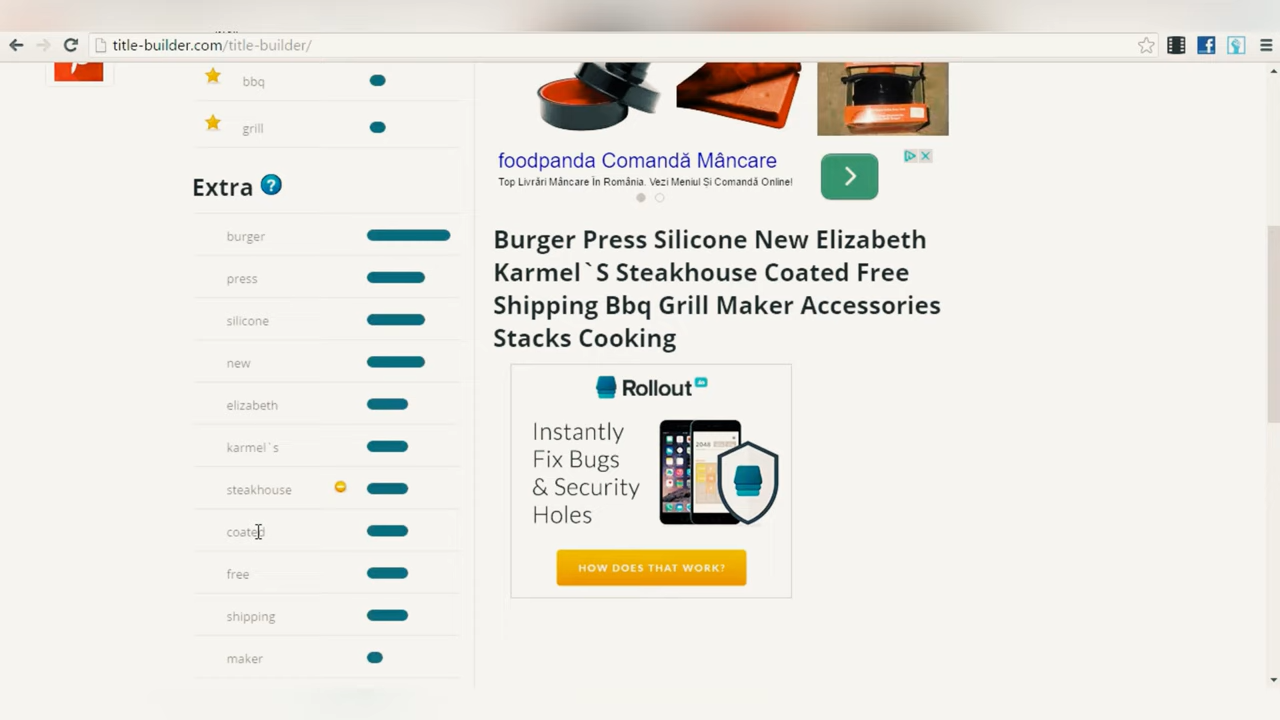 title-builder.com/title-builder/
bbq
grill
Extra ?
burger
press
silicone
new
elizabeth
karmel`s
steakhouse
coated
free
shipping
maker
foodpanda Comandă Mâncare
Top Livrări Mâncare În România. Vezi Meniul Și Comandă Online!
Burger Press Silicone New Elizabeth
Karmel`S Steakhouse Coated Free
Shipping Bbq Grill Maker Accessories
Stacks Cooking
Rollout
Instantly
Fix Bugs
& Security
Holes
2048
HOW DOES THAT WORK?